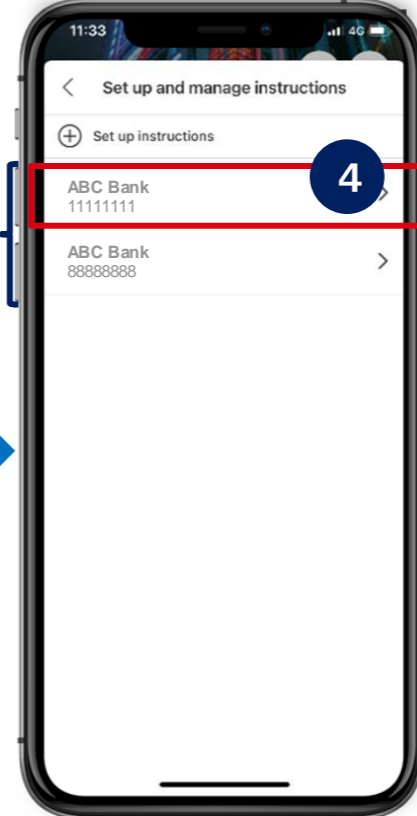 11:33
4G
Set up and manage instructions
Set up instructions
4
ABC Bank
11111111
ABC Bank
88888888